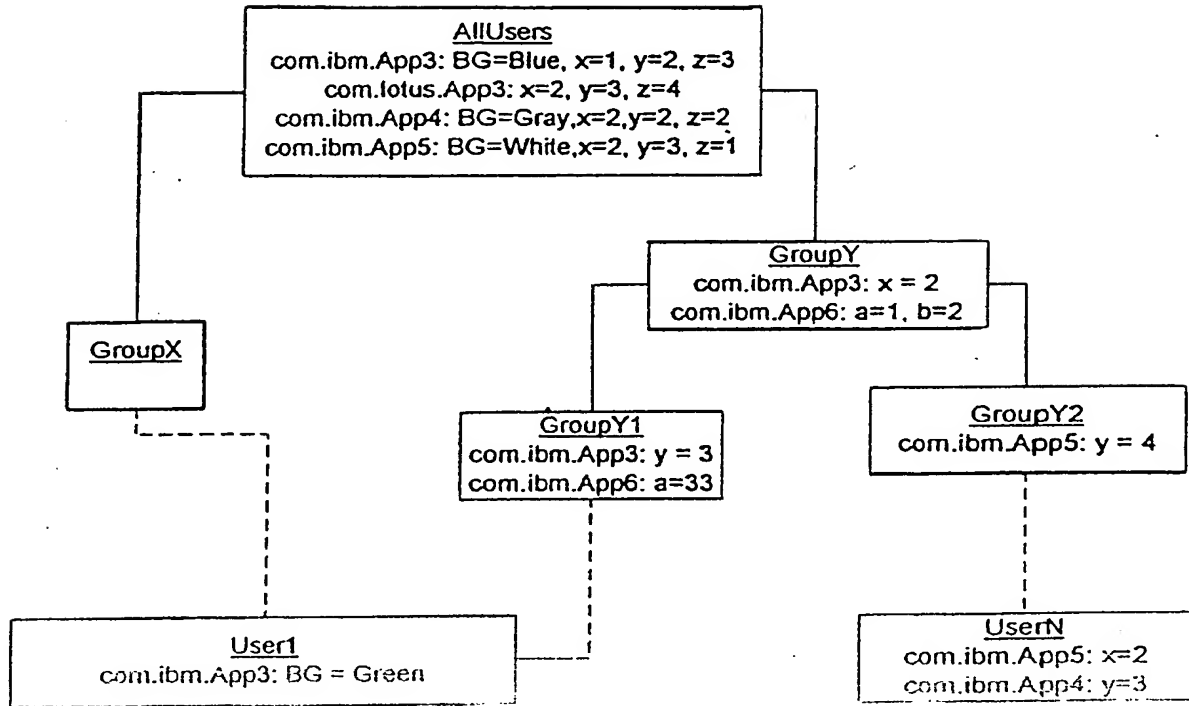 AllUsers
com.ibm.App3: BG=Blue, x=1, y=2, z=3
com.lotus.App3: x=2, y=3, z=4
com.ibm.App4: BG=Gray,x=2,y=2, z=2
com.ibm.App5: BG=White,x=2, y=3, z=1
GroupY
com.ibm.App3: x = 2
com.ibm.App6: a=1, b=2
GroupX
GroupY1
com.ibm.App3: y = 3
com.ibm.App6: a=33
GroupY2
com.ibm.App5: y = 4
User1
com.ibm.App3: BG = Green
UserN
com.ibm.App5: x=2
com.ibm.App4: y=3